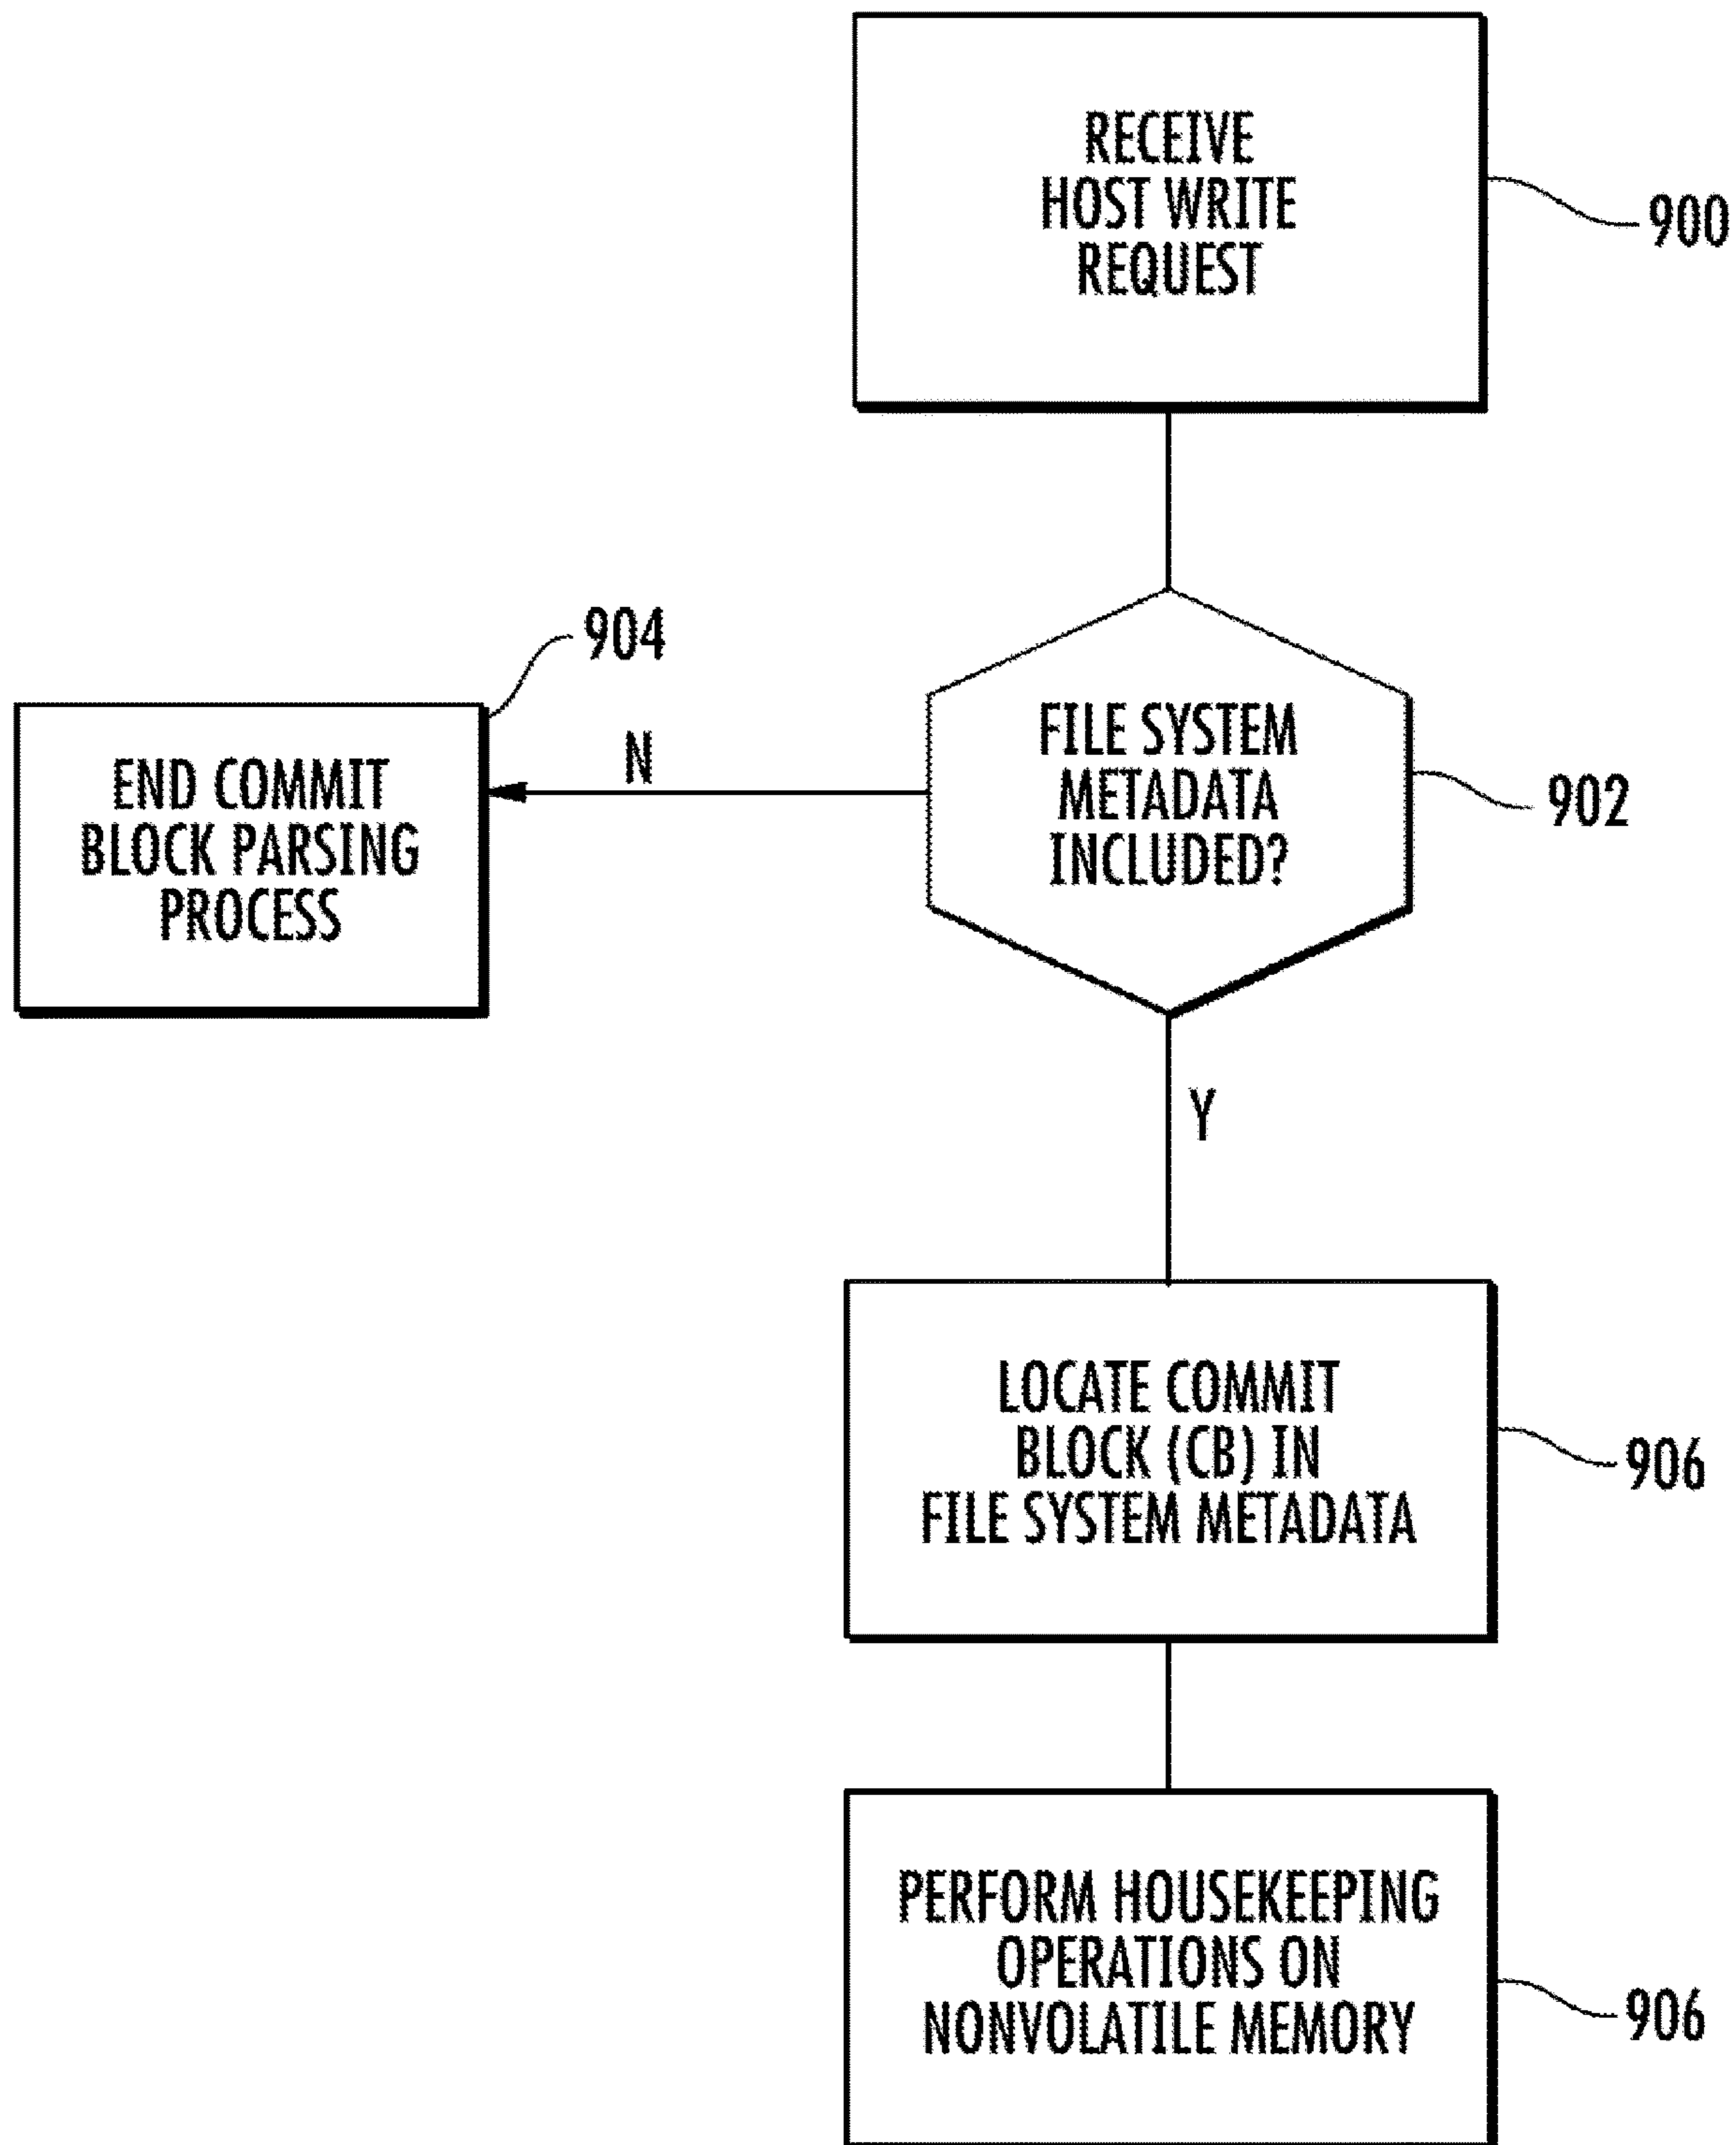 RECEIVE
HOST WRITE
REQUEST
900
FILE SYSTEM
METADATA
INCLUDED?
902
N
904
END COMMIT
BLOCK PARSING
PROCESS
Y
LOCATE COMMIT
BLOCK (CB) IN
FILE SYSTEM METADATA
906
PERFORM HOUSEKEEPING
OPERATIONS ON
NONVOLATILE MEMORY
906